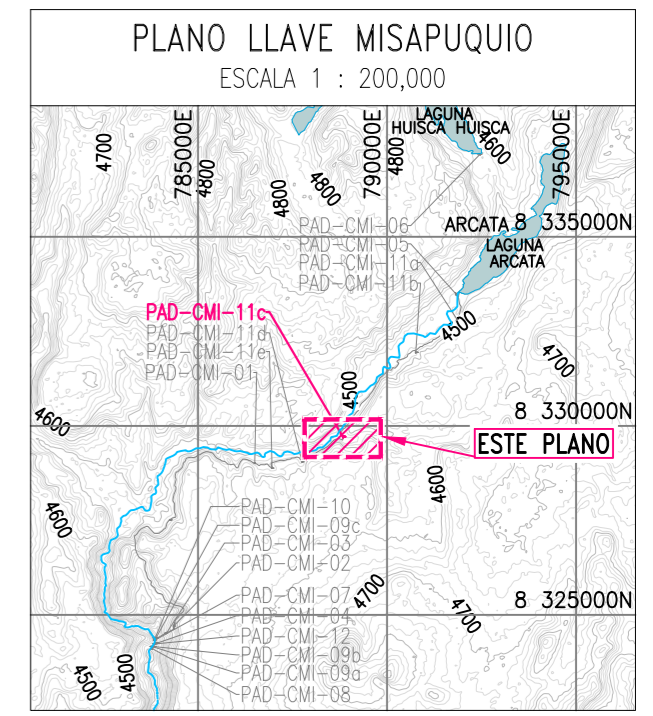 PLANO LLAVE MISAPUQUIO
ESCALA 1 : 200,000
4700
785000E
4800
4800
4800
790000E
4800
LAGUNA
HUISCA HUISCA
4600
795000E
PAD-CMI-06
ARCATA
8 335000N
PAD-CMI-05
LAGUNA
ARCATA
PAD-CMI-11a
PAD-CMI-11b
PAD-CMI-11c
4500
PAD-CMI-11d
PAD-CMI-11e
4700
PAD-CMI-01
4500
4600
8 330000N
ESTE PLANO
4600
4600
PAD-CMI-10
PAD-CMI-09c
PAD-CMI-03
PAD-CMI-02
PAD-CMI-07
4700
4700
8 325000N
PAD-CMI-04
PAD-CMI-12
PAD-CMI-09b
PAD-CMI-09a
PAD-CMI-08
4500
4500